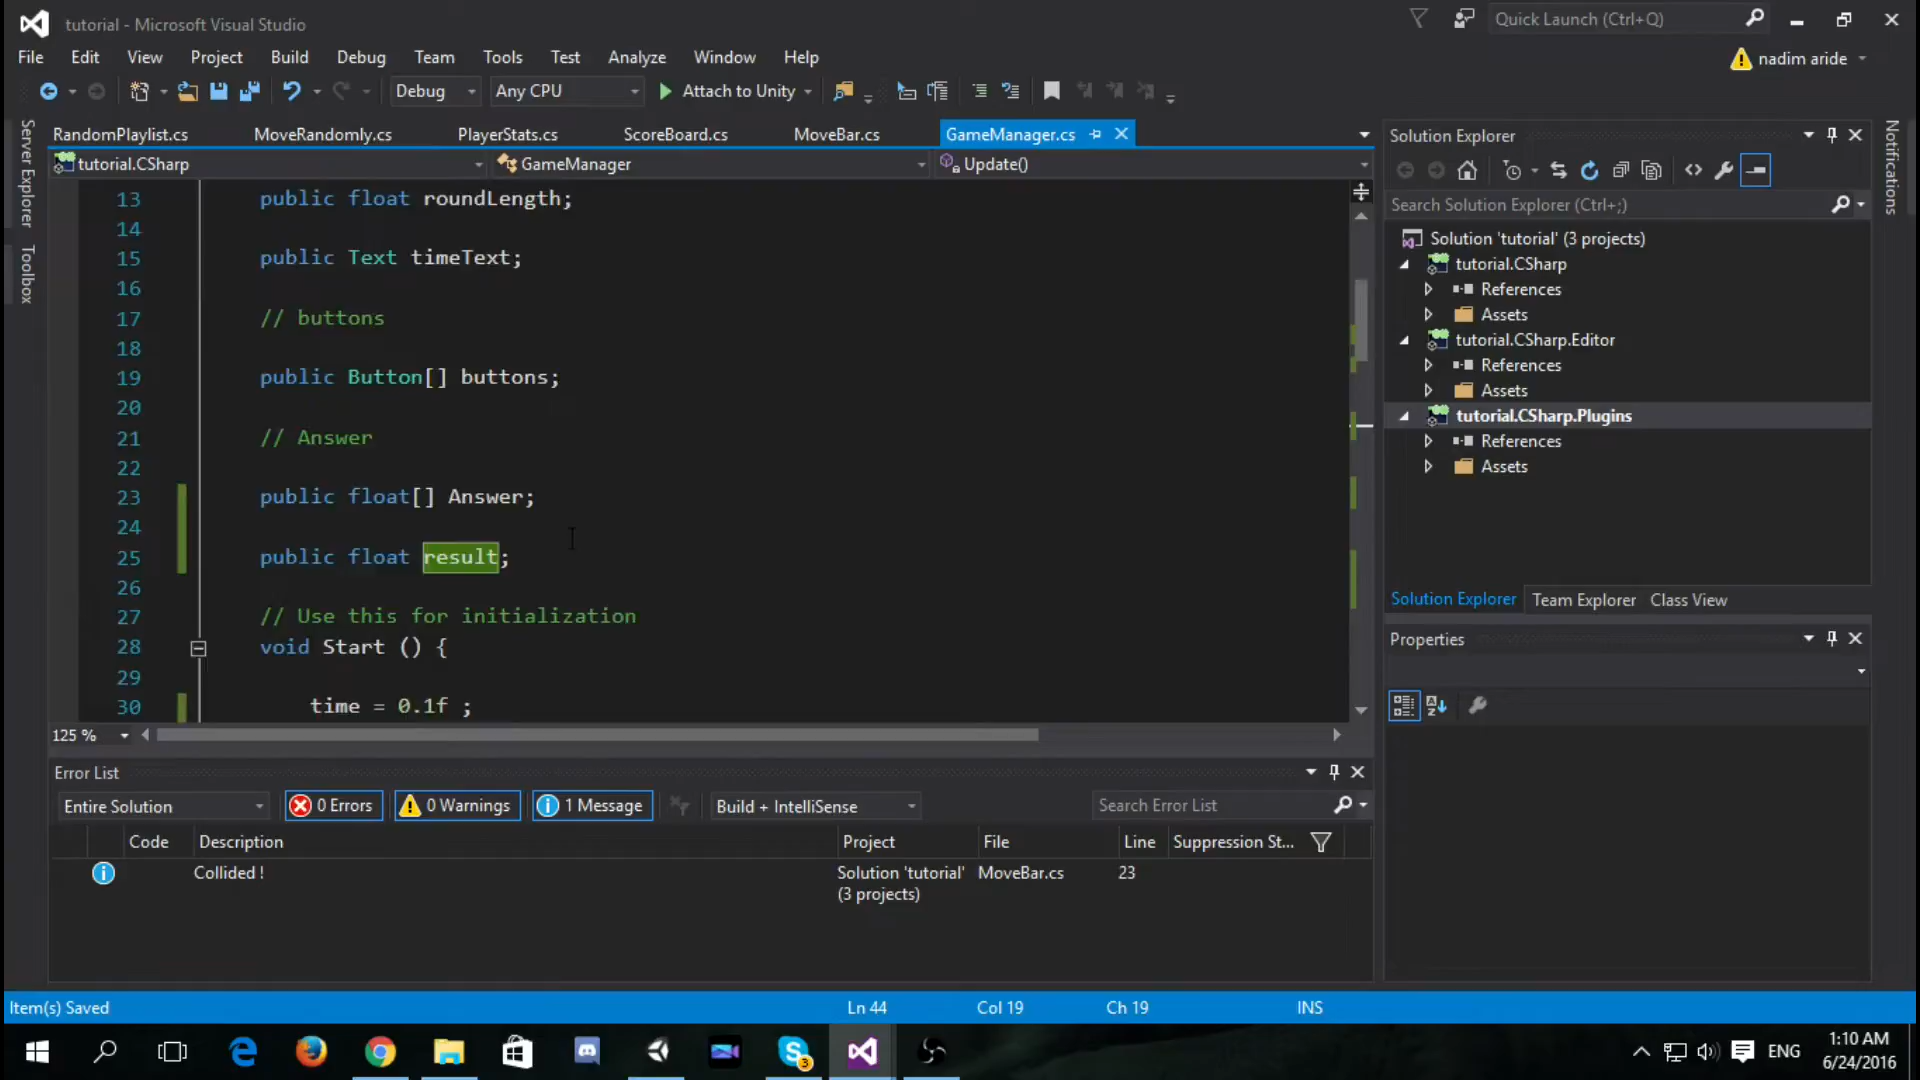 tutorial - Microsoft Visual Studio
Quick Launch (Ctrl+Q)
File Edit View Project Build Debug Team Tools Test Analyze Window Help
nadim aride
Debug Any CPU Attach to Unity
RandomPlaylist.cs MoveRandomly.cs PlayerStats.cs ScoreBoard.cs MoveBar.cs GameManager.cs
tutorial.CSharp GameManager Update()
Server Explorer
Toolbox
13 public float roundLength;
14
15 public Text timeText;
16
17 // buttons
18
19 public Button[] buttons;
20
21 // Answer
22
23 public float[] Answer;
24
25 public float result;
26
27 // Use this for initialization
28 void Start () {
29
30 time = 0.1f ;
125 %
Solution Explorer
Search Solution Explorer (Ctrl+;)
Solution 'tutorial' (3 projects)
tutorial.CSharp
References
Assets
tutorial.CSharp.Editor
References
Assets
tutorial.CSharp.Plugins
References
Assets
Solution Explorer Team Explorer Class View
Properties
Notifications
Error List
Entire Solution 0 Errors 0 Warnings 1 Message Build + IntelliSense Search Error List
Code Description Project File Line Suppression St...
Collided ! Solution 'tutorial' MoveBar.cs 23
(3 projects)
Item(s) Saved Ln 44 Col 19 Ch 19 INS
3
ENG
1:10 AM
6/24/2016